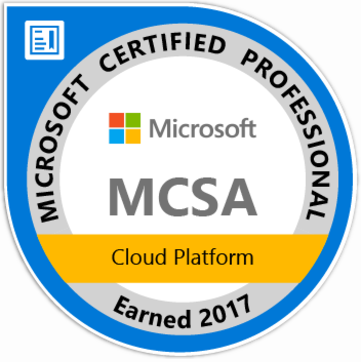 MICROSOFT CERTIFIED PROFESSIONAL
Microsoft
MCSA
Cloud Platform
Earned 2017